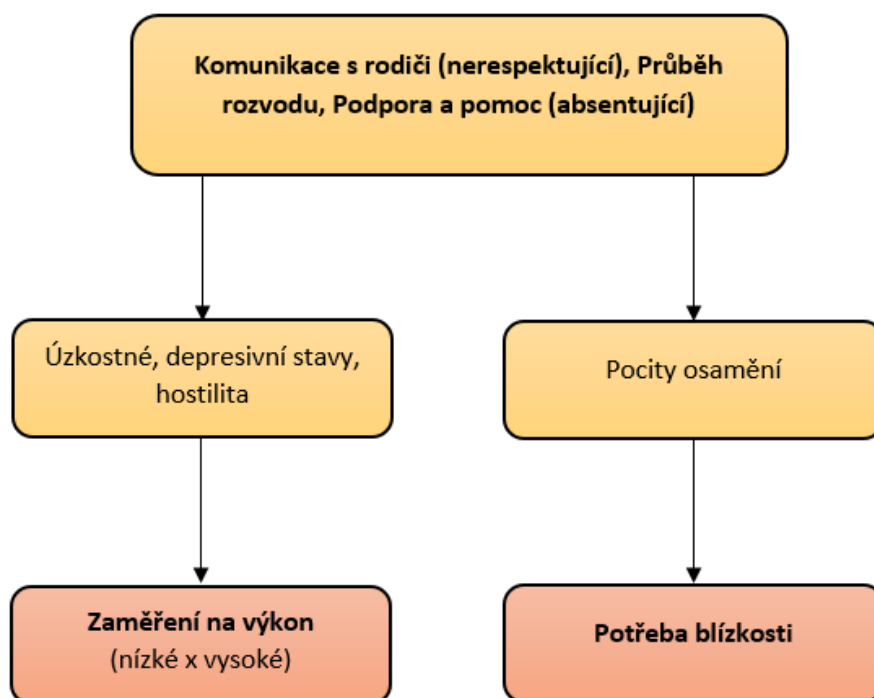 Komunikace s rodiči (nerespektující), Průběh
rozvodu, Podpora a pomoc (absentující)
Úzkostné, depresivní stavy,
hostilita
Pocity osamění
Zaměření na výkon
(nízké x vysoké)
Potřeba blízkosti